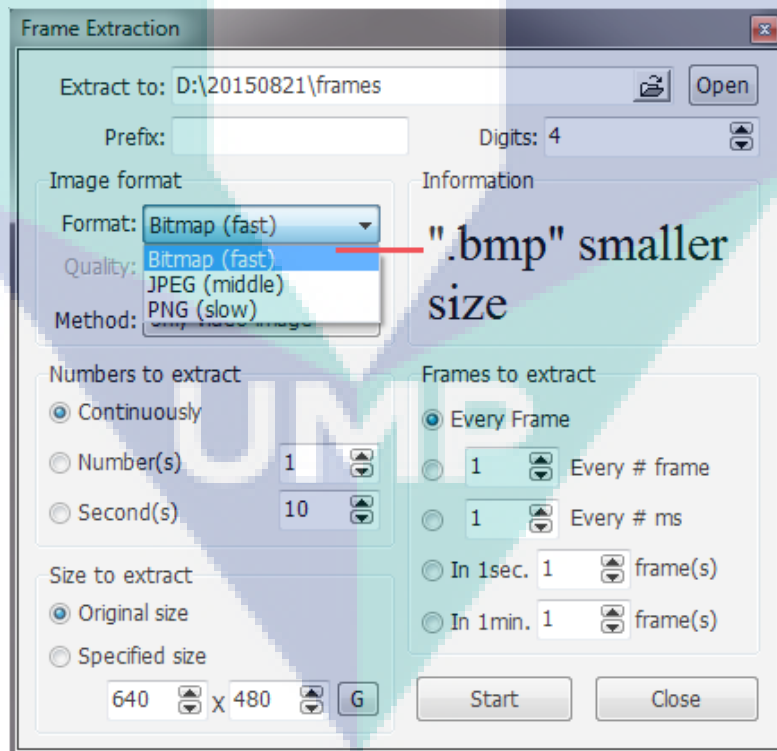 Frame Extraction
Extract to: D:\20150821\frames Open
Prefix: Digits: 4
Image format
Information
Format: Bitmap (fast)
Quality: Bitmap (fast)
JPEG (middle)
Method: PNG (slow)
".bmp" smaller
size
Numbers to extract
Continuously
Number(s) 1
Second(s) 10
Frames to extract
Every Frame
1 Every # frame
1 Every # ms
In 1sec. 1 frame(s)
In 1min. 1 frame(s)
Size to extract
Original size
Specified size
640 x 480 G
Start Close
UMP